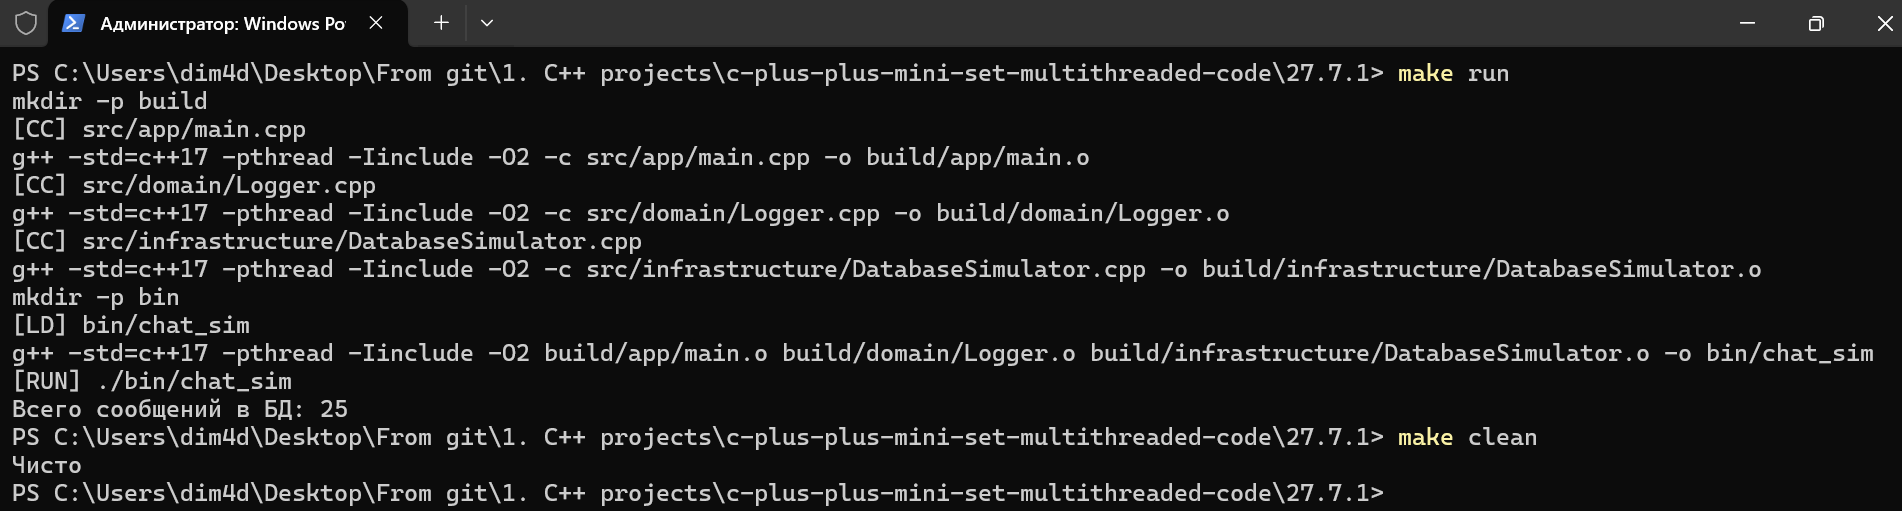 Администратор: Windows Po
PS C:\Users\dim4d\Desktop\From git\1. C++ projects\c-plus-plus-mini-set-multithreaded-code\27.7.1> make run
mkdir -p build
[CC] src/app/main.cpp
g++ -std=c++17 -pthread -Iinclude -O2 -c src/app/main.cpp -o build/app/main.o
[CC] src/domain/Logger.cpp
g++ -std=c++17 -pthread -Iinclude -O2 -c src/domain/Logger.cpp -o build/domain/Logger.o
[CC] src/infrastructure/DatabaseSimulator.cpp
g++ -std=c++17 -pthread -Iinclude -O2 -c src/infrastructure/DatabaseSimulator.cpp -o build/infrastructure/DatabaseSimulator.o
mkdir -p bin
[LD] bin/chat_sim
g++ -std=c++17 -pthread -Iinclude -O2 build/app/main.o build/domain/Logger.o build/infrastructure/DatabaseSimulator.o -o bin/chat_sim
[RUN] ./bin/chat_sim
Всего сообщений в БД: 25
PS C:\Users\dim4d\Desktop\From git\1. C++ projects\c-plus-plus-mini-set-multithreaded-code\27.7.1> make clean
Чисто
PS C:\Users\dim4d\Desktop\From git\1. C++ projects\c-plus-plus-mini-set-multithreaded-code\27.7.1>